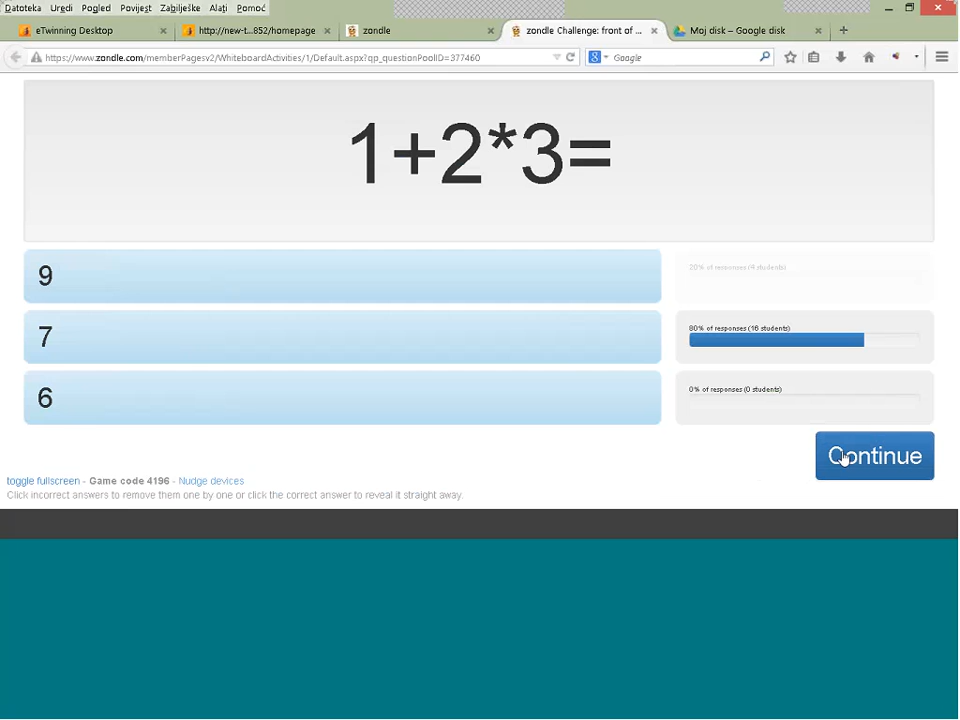 Datoteka Uredi Pogled Povijest Zabilješke Alati Pomoć
eTwinning Desktop × http://new-t...852/homepage × zondle × zondle Challenge: front of ... × Moj disk – Google disk × +
https://www.zondle.com/memberPagesv2/WhiteboardActivities/1/Default.aspx?qp_questionPoolID=377460 Google
1+2*3=
9
20% of responses (4 students)
7
80% of responses (16 students)
6
0% of responses (0 students)
Continue
toggle fullscreen - Game code 4196 - Nudge devices
Click incorrect answers to remove them one by one or click the correct answer to reveal it straight away.